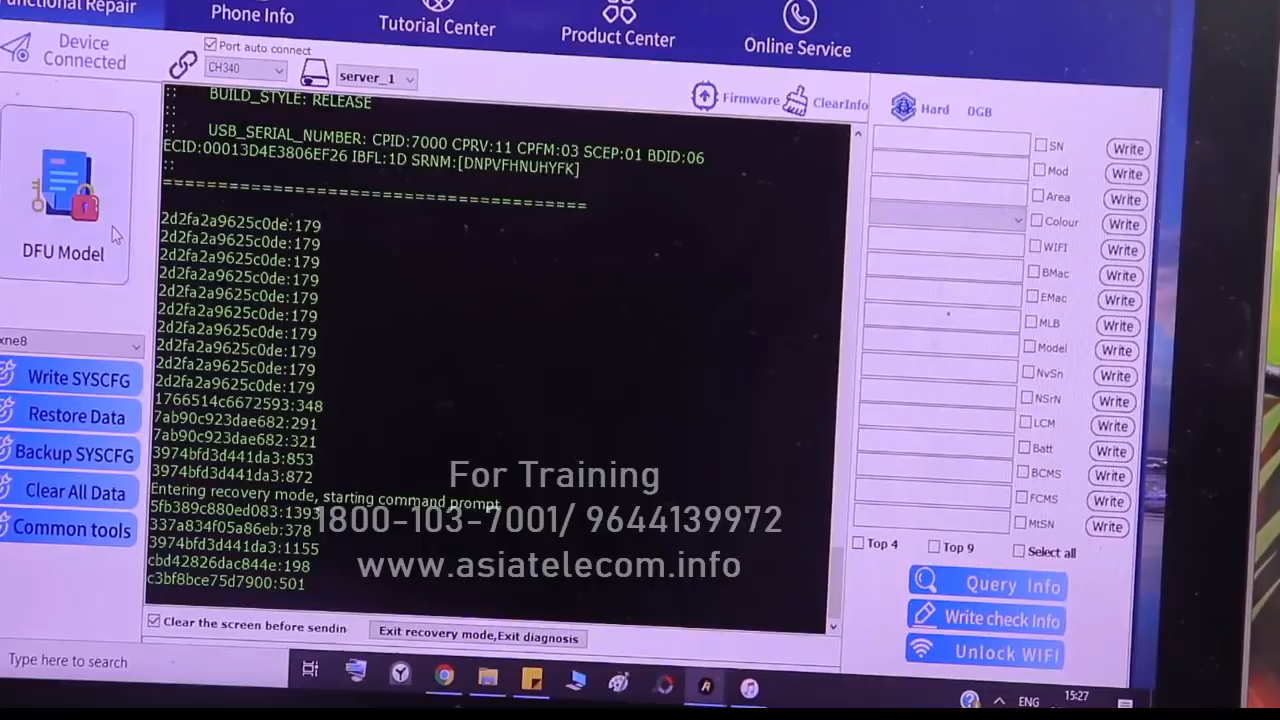 Functional Repair
Phone Info
Tutorial Center
Product Center
Online Service
Device
Connected
Port auto connect
CH340
server_1
Firmware
ClearInfo
Hard
0GB
BUILD_STYLE: RELEASE
::
::
:: USB_SERIAL_NUMBER: CPID:7000 CPRV:11 CPFM:03 SCEP:01 BDID:06
ECID:00013D4E3806EF26 IBFL:1D SRNM:[DNPVFHNUHYFK]
::
=======================================
2d2fa2a9625c0de:179
2d2fa2a9625c0de:179
2d2fa2a9625c0de:179
2d2fa2a9625c0de:179
2d2fa2a9625c0de:179
2d2fa2a9625c0de:179
2d2fa2a9625c0de:179
2d2fa2a9625c0de:179
2d2fa2a9625c0de:179
2d2fa2a9625c0de:179
1766514c6672593:348
7ab90c923dae682:291
7ab90c923dae682:321
3974bfd3d441da3:853
3974bfd3d441da3:872
Entering recovery mode, starting command prompt
5fb389c880ed083:1393
337a834f05a86eb:378
3974bfd3d441da3:1155
cbd42826dac844e:198
c3bf8bce75d7900:501
DFU Model
xne8
Write SYSCFG
Restore Data
Backup SYSCFG
Clear All Data
Common tools
SN Write
Mod Write
Area Write
Colour Write
WIFI Write
BMac Write
EMac Write
MLB Write
Model Write
NvSn Write
NSrN Write
LCM Write
Batt Write
BCMS Write
FCMS Write
MtSN Write
Top 4
Top 9
Select all
Query Info
Write check Info
Unlock WIFI
For Training
1800-103-7001/ 9644139972
www.asiatelecom.info
Clear the screen before sendin
Exit recovery mode,Exit diagnosis
Type here to search
ENG
15:27